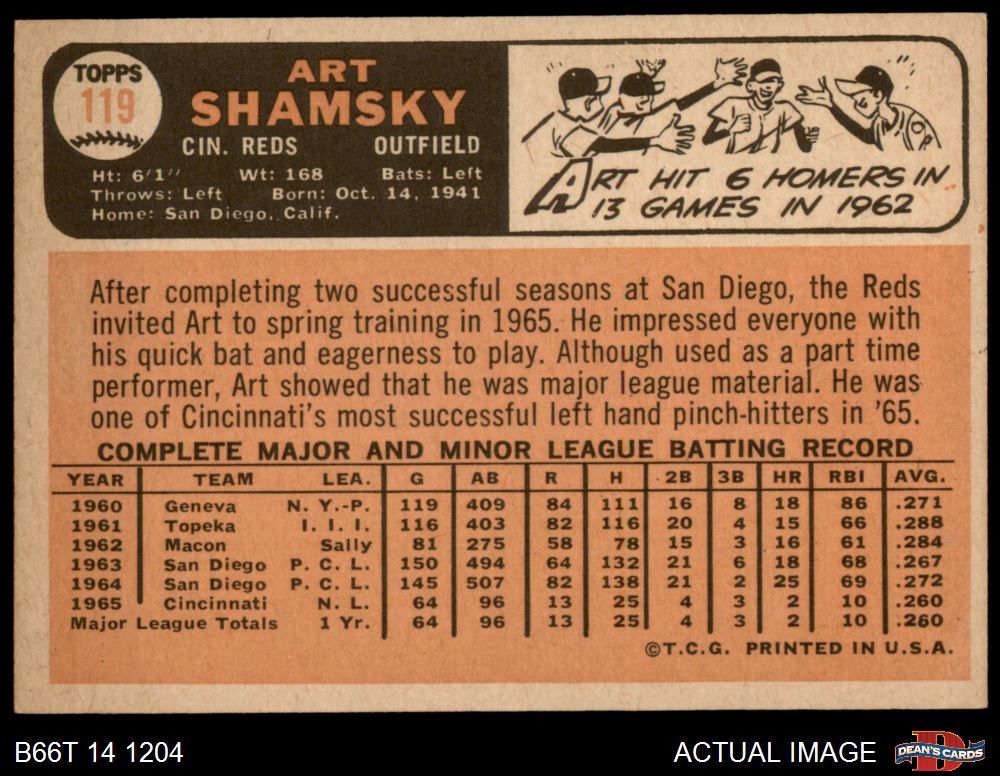 TOPPS
119
ART
SHAMSKY
CIN. REDS OUTFIELD
Ht: 6'1" Wt: 168 Bats: Left
Throws: Left Born: Oct. 14, 1941
Home: San Diego, Calif.
ART HIT 6 HOMERS IN
13 GAMES IN 1962
After completing two successful seasons at San Diego, the Reds
invited Art to spring training in 1965. He impressed everyone with
his quick bat and eagerness to play. Although used as a part time
performer, Art showed that he was major league material. He was
one of Cincinnati's most successful left hand pinch-hitters in '65.
COMPLETE MAJOR AND MINOR LEAGUE BATTING RECORD
YEAR TEAM LEA. G AB R H 2B 3B HR RBI AVG.
1960 Geneva N. Y.-P. 119 409 84 111 16 8 18 86 .271
1961 Topeka I. I. I. 116 403 82 116 20 4 15 66 .288
1962 Macon Sally 81 275 58 78 15 3 16 61 .284
1963 San Diego P. C. L. 150 494 64 132 21 6 18 68 .267
1964 San Diego P. C. L. 145 507 82 138 21 2 25 69 .272
1965 Cincinnati N. L. 64 96 13 25 4 3 2 10 .260
Major League Totals 1 Yr. 64 96 13 25 4 3 2 10 .260
©T.C.G. PRINTED IN U.S.A.
B66T 14 1204 ACTUAL IMAGE DEAN'S CARDS